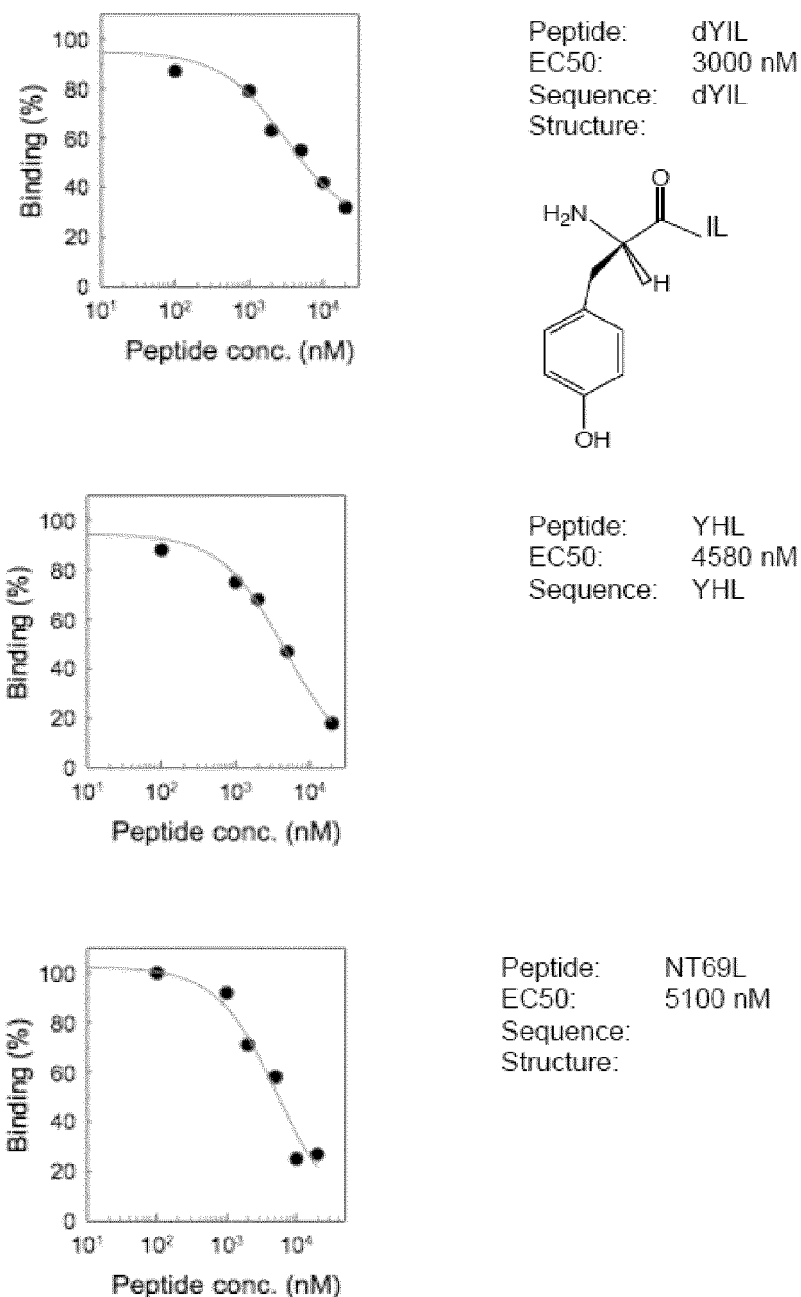 100
80
60
40
20
0
Binding (%)
10¹ 10² 10³ 10⁴
Peptide conc. (nM)
Peptide: dYIL
EC50: 3000 nM
Sequence: dYIL
Structure:
O
H₂N
IL
H
OH
100
80
60
40
20
0
Binding (%)
10¹ 10² 10³ 10⁴
Peptide conc. (nM)
Peptide: YHL
EC50: 4580 nM
Sequence: YHL
100
80
60
40
20
0
Binding (%)
10¹ 10² 10³ 10⁴
Peptide conc. (nM)
Peptide: NT69L
EC50: 5100 nM
Sequence:
Structure: